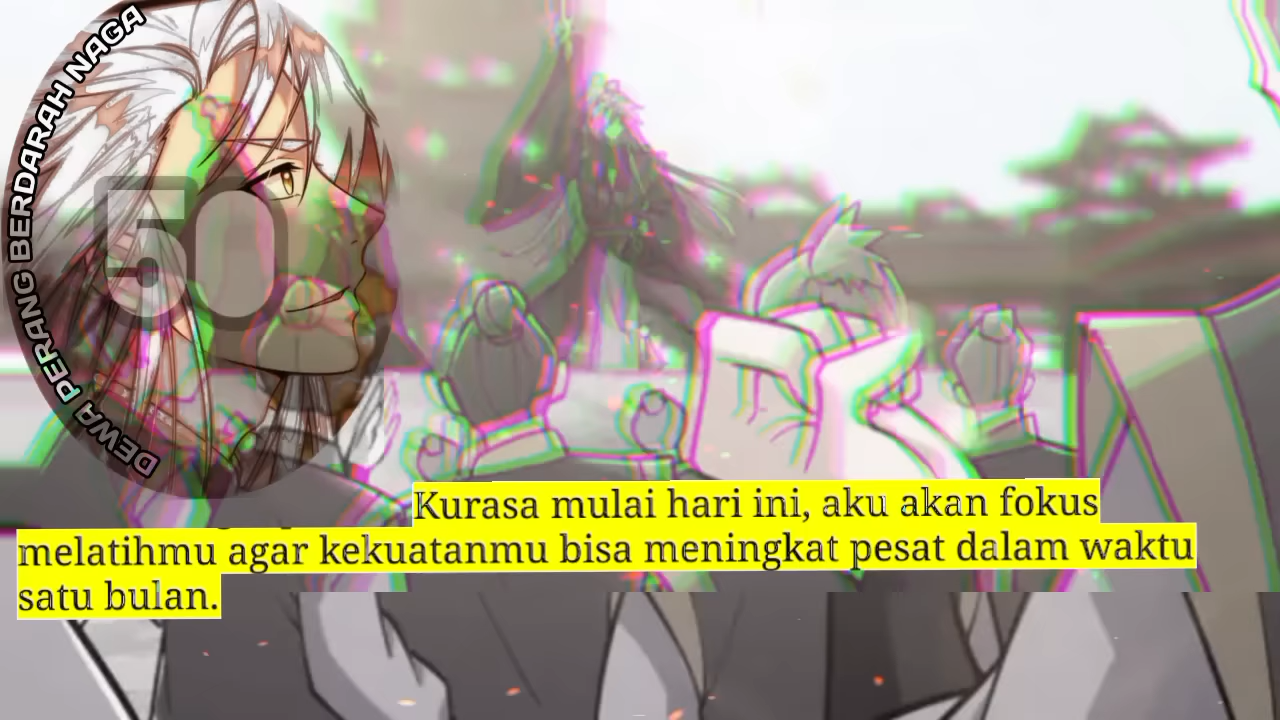 DEWA PERANG BERDARAH NAGA
50
Kurasa mulai hari ini, aku akan fokus
melatihmu agar kekuatanmu bisa meningkat pesat dalam waktu
satu bulan.